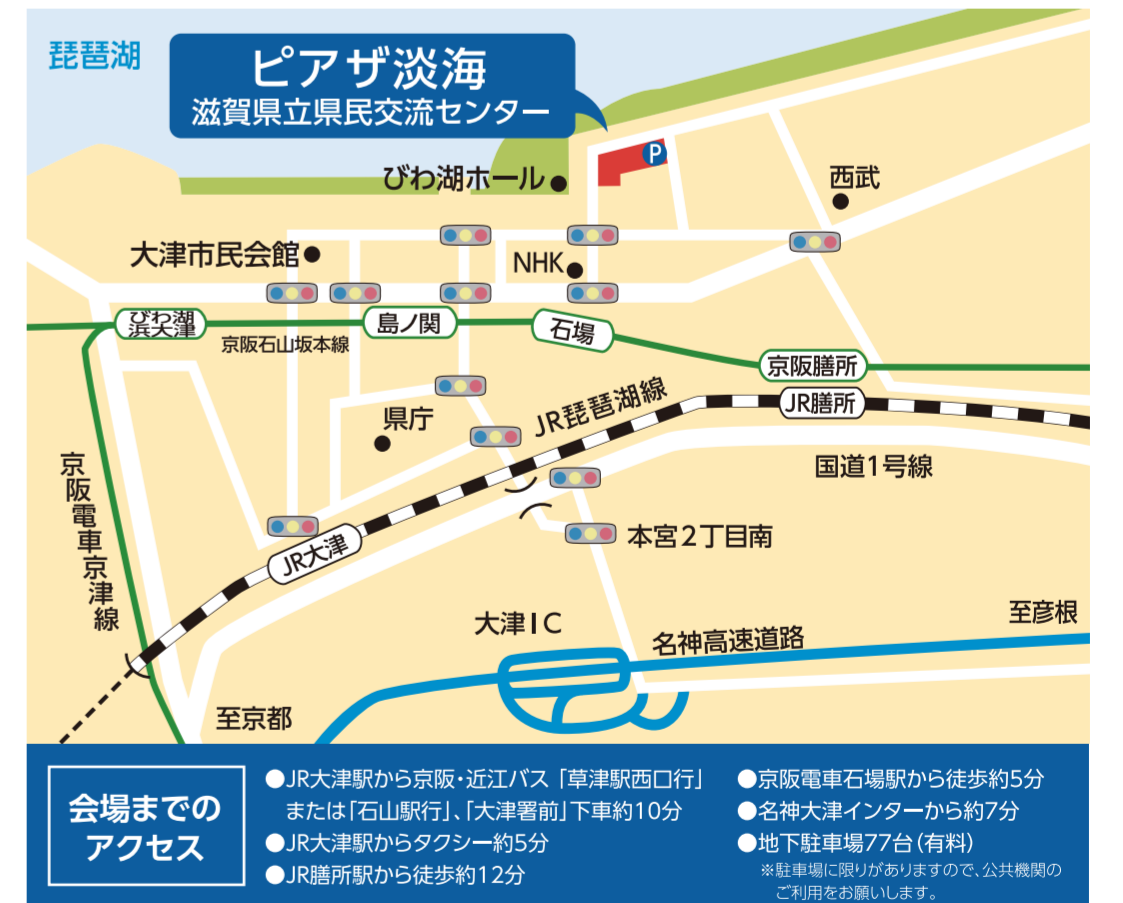 琵琶湖
ピアザ淡海
滋賀県立県民交流センター
P
びわ湖ホール
西武
大津市民会館
NHK
びわ湖
浜大津
島ノ関
石場
京阪石山坂本線
京阪膳所
JR膳所
JR琵琶湖線
県庁
国道1号線
京阪電車京津線
JR大津
本宮2丁目南
大津IC
名神高速道路
至彦根
至京都
会場までの
アクセス
●JR大津駅から京阪・近江バス「草津駅西口行」
または「石山駅行」、「大津署前」下車約10分
●JR大津駅からタクシー約5分
●JR膳所駅から徒歩約12分
●京阪電車石場駅から徒歩約5分
●名神大津インターから約7分
●地下駐車場77台(有料)
※駐車場に限りがありますので、公共機関の
ご利用をお願いします。